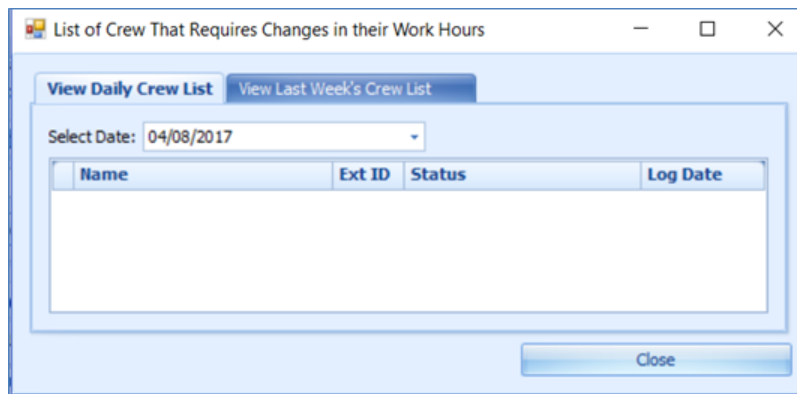 List of Crew That Requires Changes in their Work Hours
View Daily Crew List View Last Week's Crew List
Select Date: 04/08/2017
Name Ext ID Status Log Date
Close